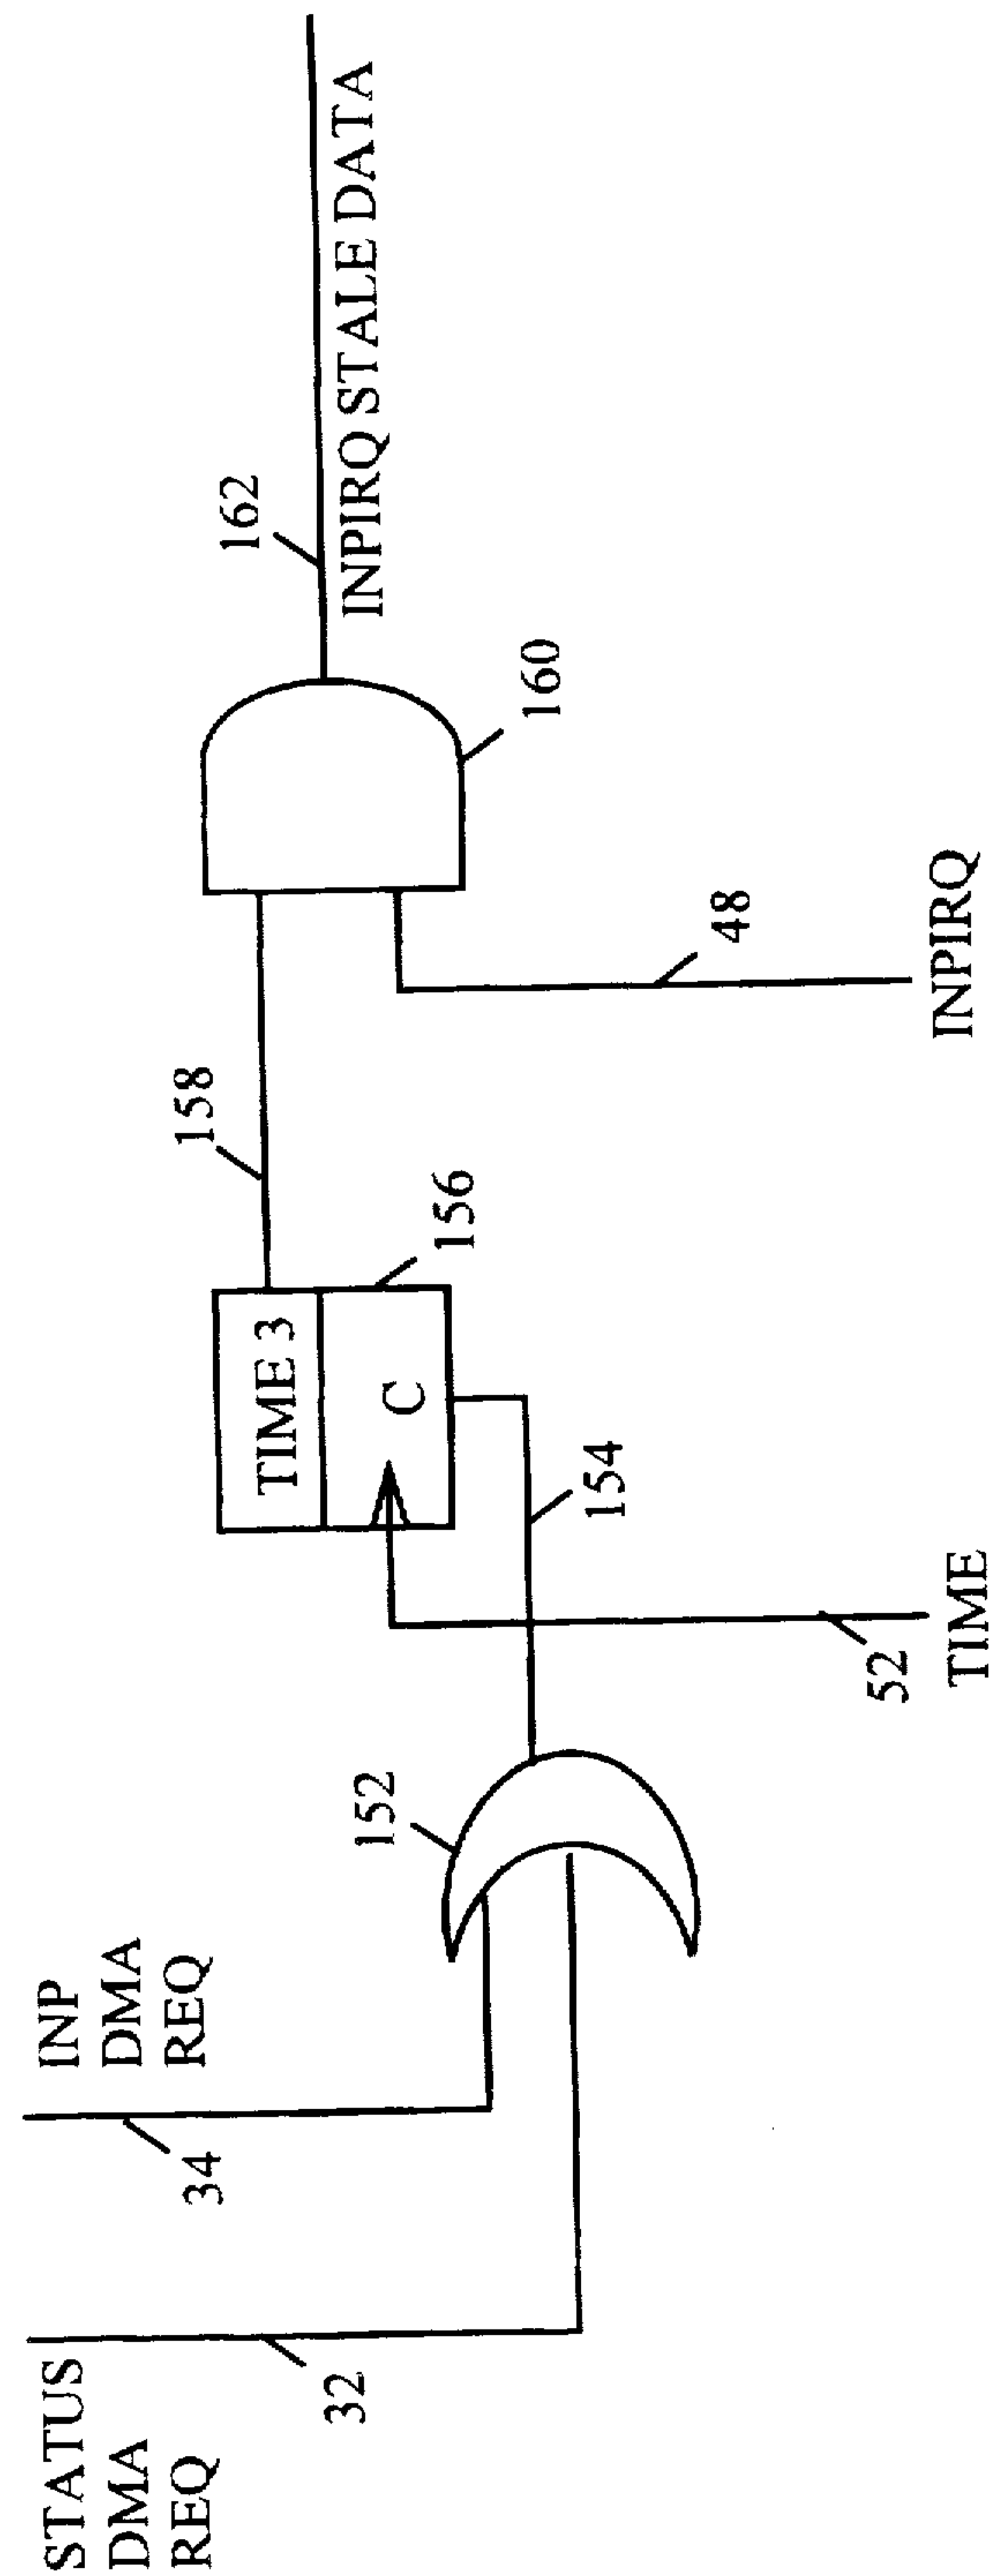 STATUS
DMA
REQ
32
INP
DMA
REQ
34
152
154
52
TIME
TIME 3
C
156
158
48
INPIRQ
160
162
INPIRQ STALE DATA